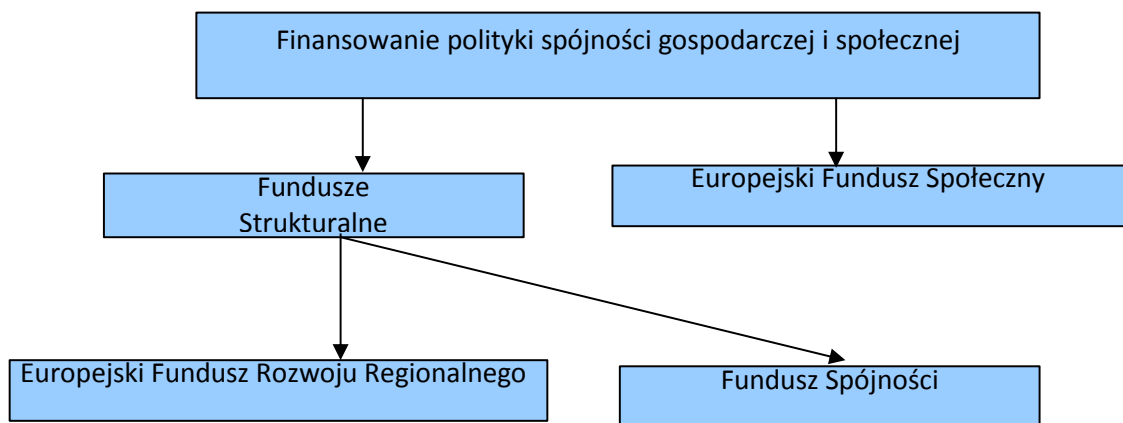 Finansowanie polityki spójności gospodarczej i społecznej
Fundusze
Strukturalne
Europejski Fundusz Społeczny
Europejski Fundusz Rozwoju Regionalnego
Fundusz Spójności